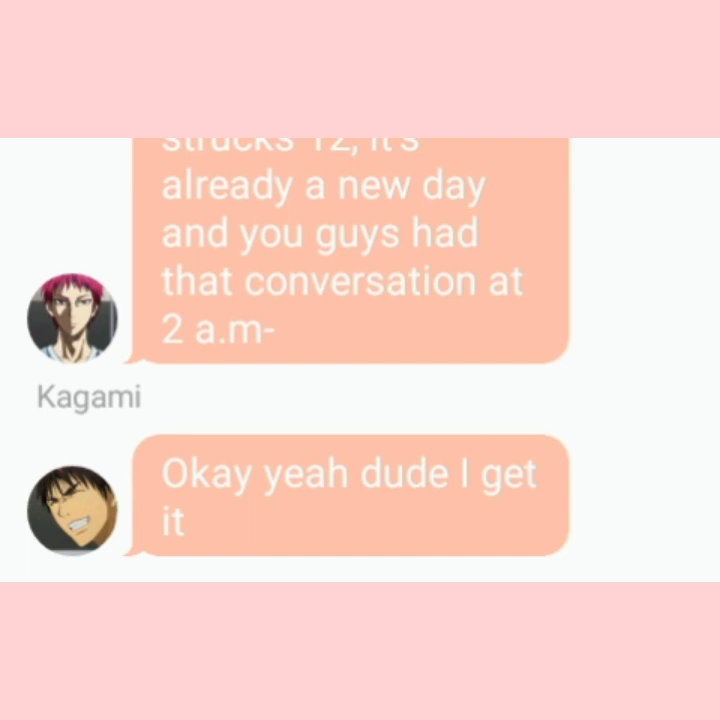 strucks 12, it's
already a new day
and you guys had
that conversation at
2 a.m-
Kagami
Okay yeah dude I get
it